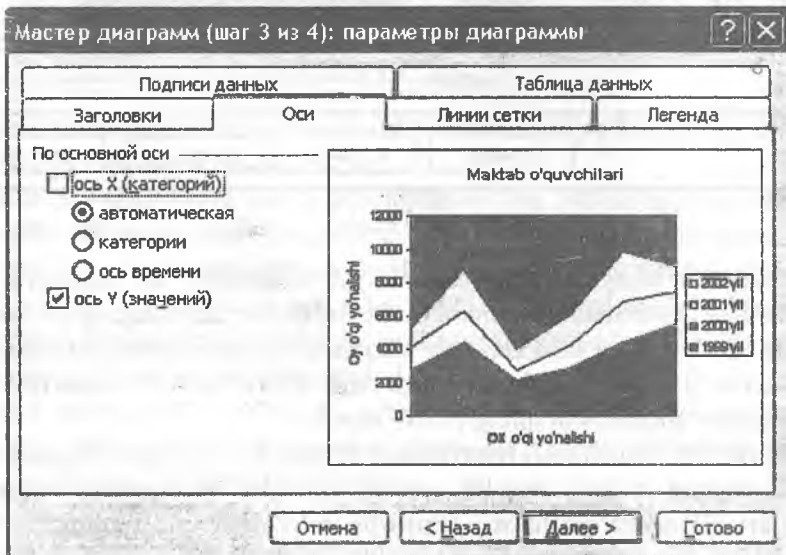 Мастер диаграмм (шаг 3 из 4): параметры диаграммы
Подписи данных
Таблица данных
Заголовки
Оси
Линии сетки
Легенда
По основной оси
ось X (категорий)
автоматическая
категории
ось времени
ось Y (значений)
Maktab o'quvchilari
12000
10000
8000
6000
4000
2000
0
Oy o'qi yo'nalishi
OX o'qi yo'nalishi
2002 yil
2001 yil
2000 yil
1999 yil
Отмена
< Назад
Далее >
Готово